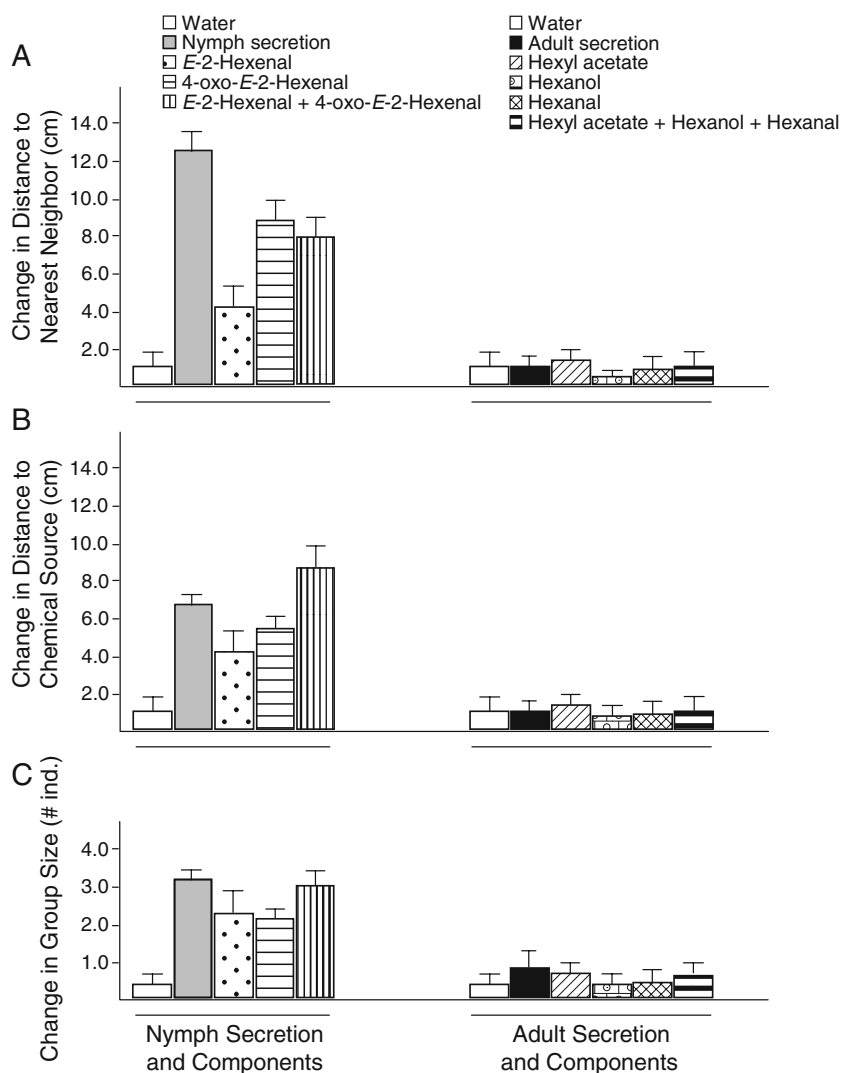 Water
Nymph secretion
E-2-Hexenal
4-oxo-E-2-Hexenal
E-2-Hexenal + 4-oxo-E-2-Hexenal
Water
Adult secretion
Hexyl acetate
Hexanol
Hexanal
Hexyl acetate + Hexanol + Hexanal
A
Change in Distance to
Nearest Neighbor (cm)
14.0
12.0
10.0
8.0
6.0
4.0
2.0
B
Change in Distance to
Chemical Source (cm)
14.0
12.0
10.0
8.0
6.0
4.0
2.0
C
Change in Group Size (# ind.)
4.0
3.0
2.0
1.0
Nymph Secretion
and Components
Adult Secretion
and Components